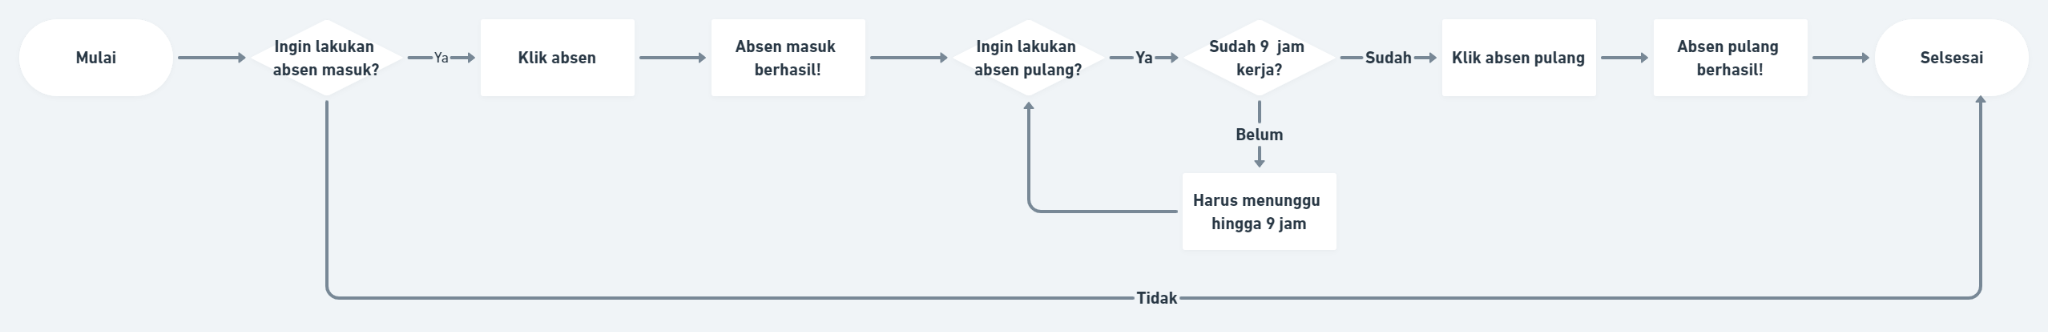 Mulai
Ingin lakukan
absen masuk?
Ya
Klik absen
Absen masuk
berhasil!
Ingin lakukan
absen pulang?
Ya
Sudah 9 jam
kerja?
Sudah
Klik absen pulang
Absen pulang
berhasil!
Selsesai
Belum
Harus menunggu
hingga 9 jam
Tidak